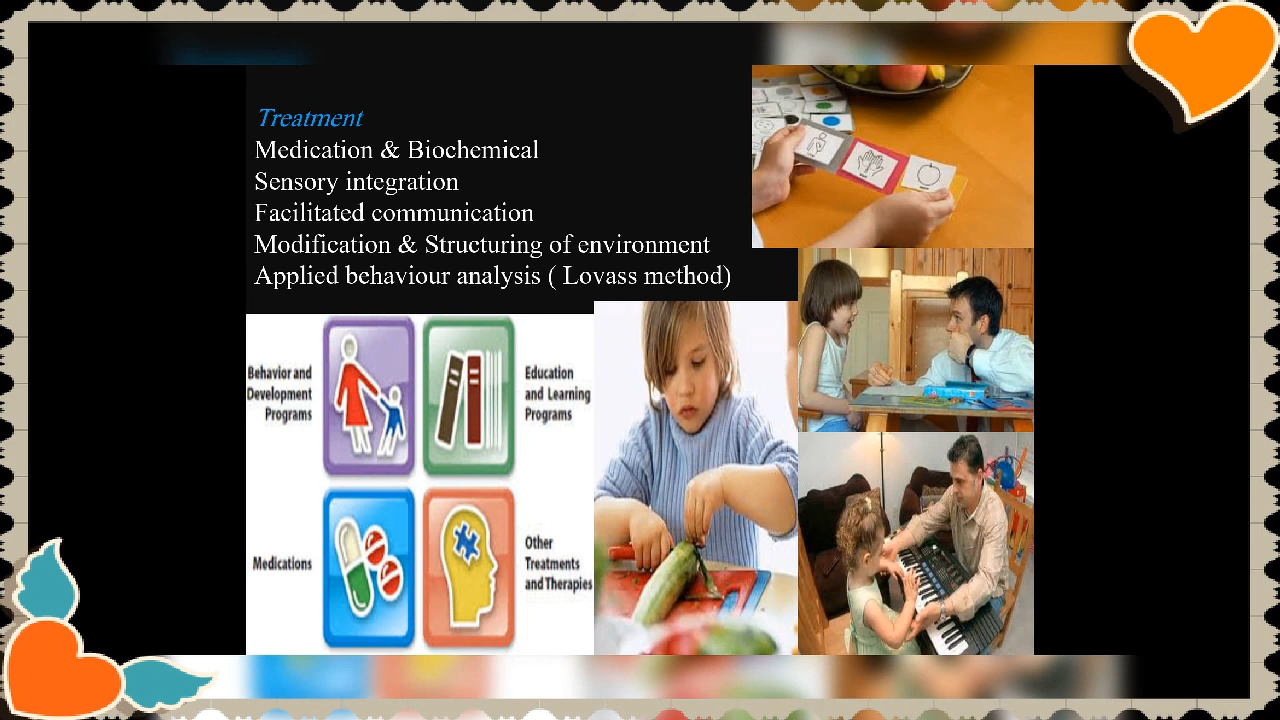 Treatment
Medication & Biochemical
Sensory integration
Facilitated communication
Modification & Structuring of environment
Applied behaviour analysis ( Lovass method)
Behavior and
Development
Programs
Education
and Learning
Programs
Medications
Other
Treatments
and Therapies